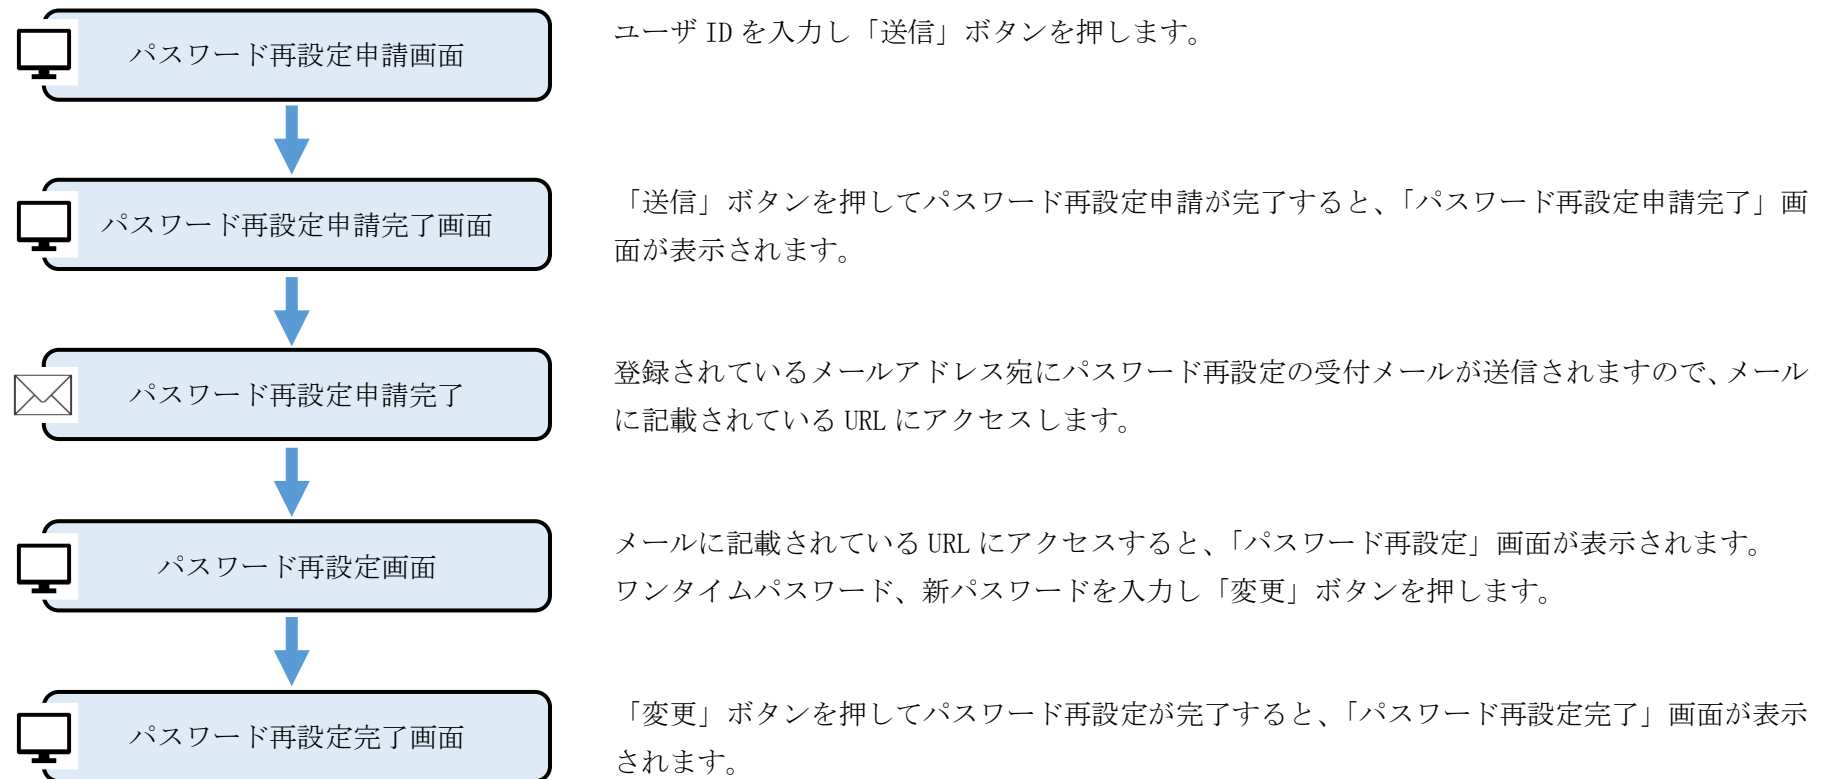 パスワード再設定申請画面
ユーザ ID を入力し「送信」ボタンを押します。
パスワード再設定申請完了画面
「送信」ボタンを押してパスワード再設定申請が完了すると、「パスワード再設定申請完了」画
面が表示されます。
パスワード再設定申請完了
登録されているメールアドレス宛にパスワード再設定の受付メールが送信されますので、メール
に記載されている URL にアクセスします。
パスワード再設定画面
メールに記載されている URL にアクセスすると、「パスワード再設定」画面が表示されます。
ワンタイムパスワード、新パスワードを入力し「変更」ボタンを押します。
パスワード再設定完了画面
「変更」ボタンを押してパスワード再設定が完了すると、「パスワード再設定完了」画面が表示
されます。